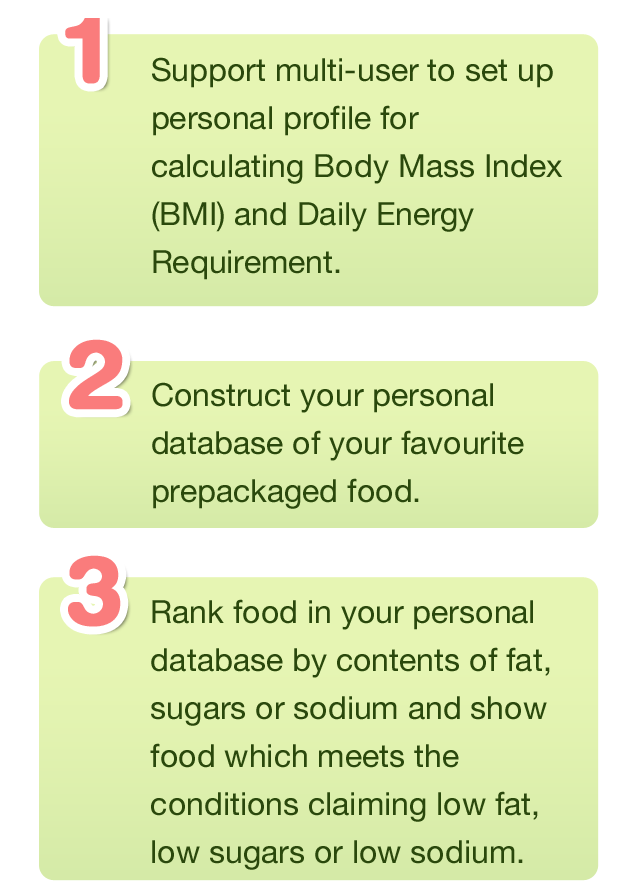 1
Support multi-user to set up
personal profile for
calculating Body Mass Index
(BMI) and Daily Energy
Requirement.
2
Construct your personal
database of your favourite
prepackaged food.
3
Rank food in your personal
database by contents of fat,
sugars or sodium and show
food which meets the
conditions claiming low fat,
low sugars or low sodium.